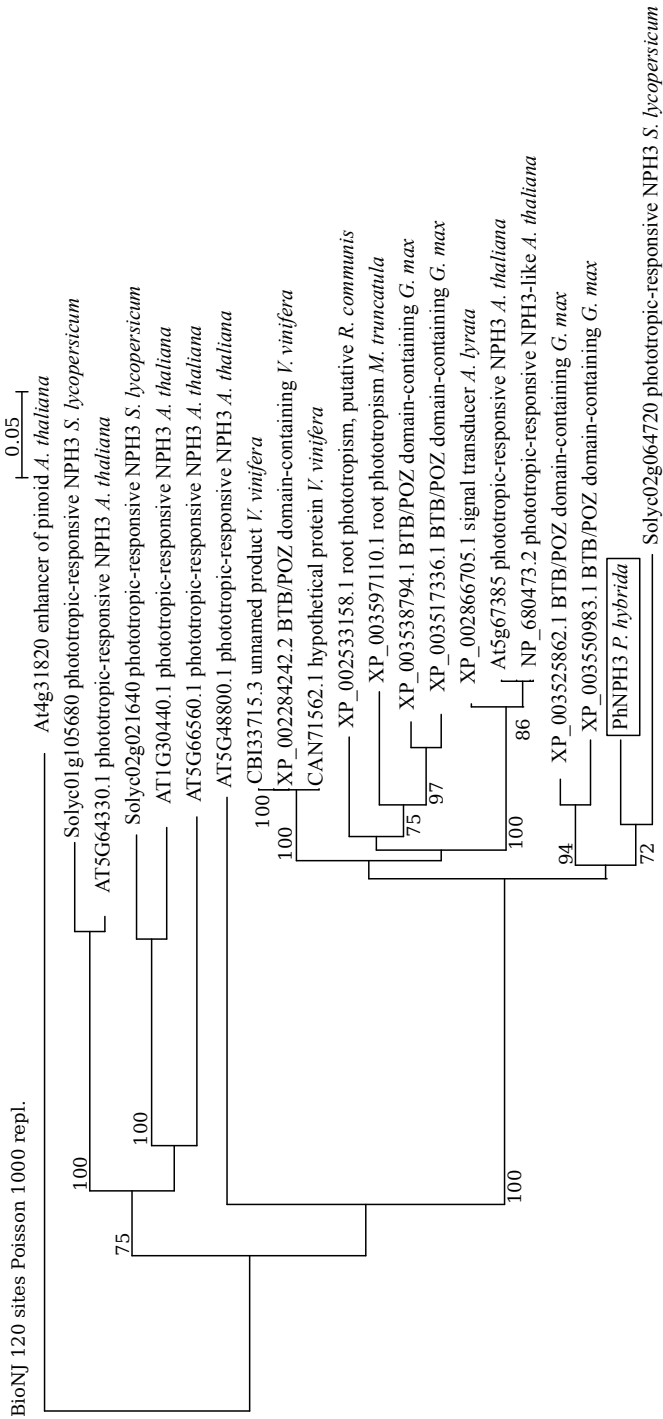 BioNJ 120 sites Poisson 1000 repl.
0.05
At4g31820 enhancer of pinoid A. thaliana
Solyc01g105680 phototropic-responsive NPH3 S. lycopersicum
100
AT5G64330.1 phototropic-responsive NPH3 A. thaliana
75
Solyc02g021640 phototropic-responsive NPH3 S. lycopersicum
100
AT1G30440.1 phototropic-responsive NPH3 A. thaliana
AT5G66560.1 phototropic-responsive NPH3 A. thaliana
AT5G48800.1 phototropic-responsive NPH3 A. thaliana
CBI33715.3 unnamed product V. vinifera
100
100
XP_002284242.2 BTB/POZ domain-containing V. vinifera
CAN71562.1 hypothetical protein V. vinifera
XP_002533158.1 root phototropism, putative R. communis
XP_003597110.1 root phototropism M. truncatula
75
XP_003538794.1 BTB/POZ domain-containing G. max
97
XP_003517336.1 BTB/POZ domain-containing G. max
XP_002866705.1 signal transducer A. lyrata
100
At5g67385 phototropic-responsive NPH3 A. thaliana
86
NP_680473.2 phototropic-responsive NPH3-like A. thaliana
100
XP_003525862.1 BTB/POZ domain-containing G. max
94
XP_003550983.1 BTB/POZ domain-containing G. max
PhNPH3 P. hybrida
72
Solyc02g064720 phototropic-responsive NPH3 S. lycopersicum